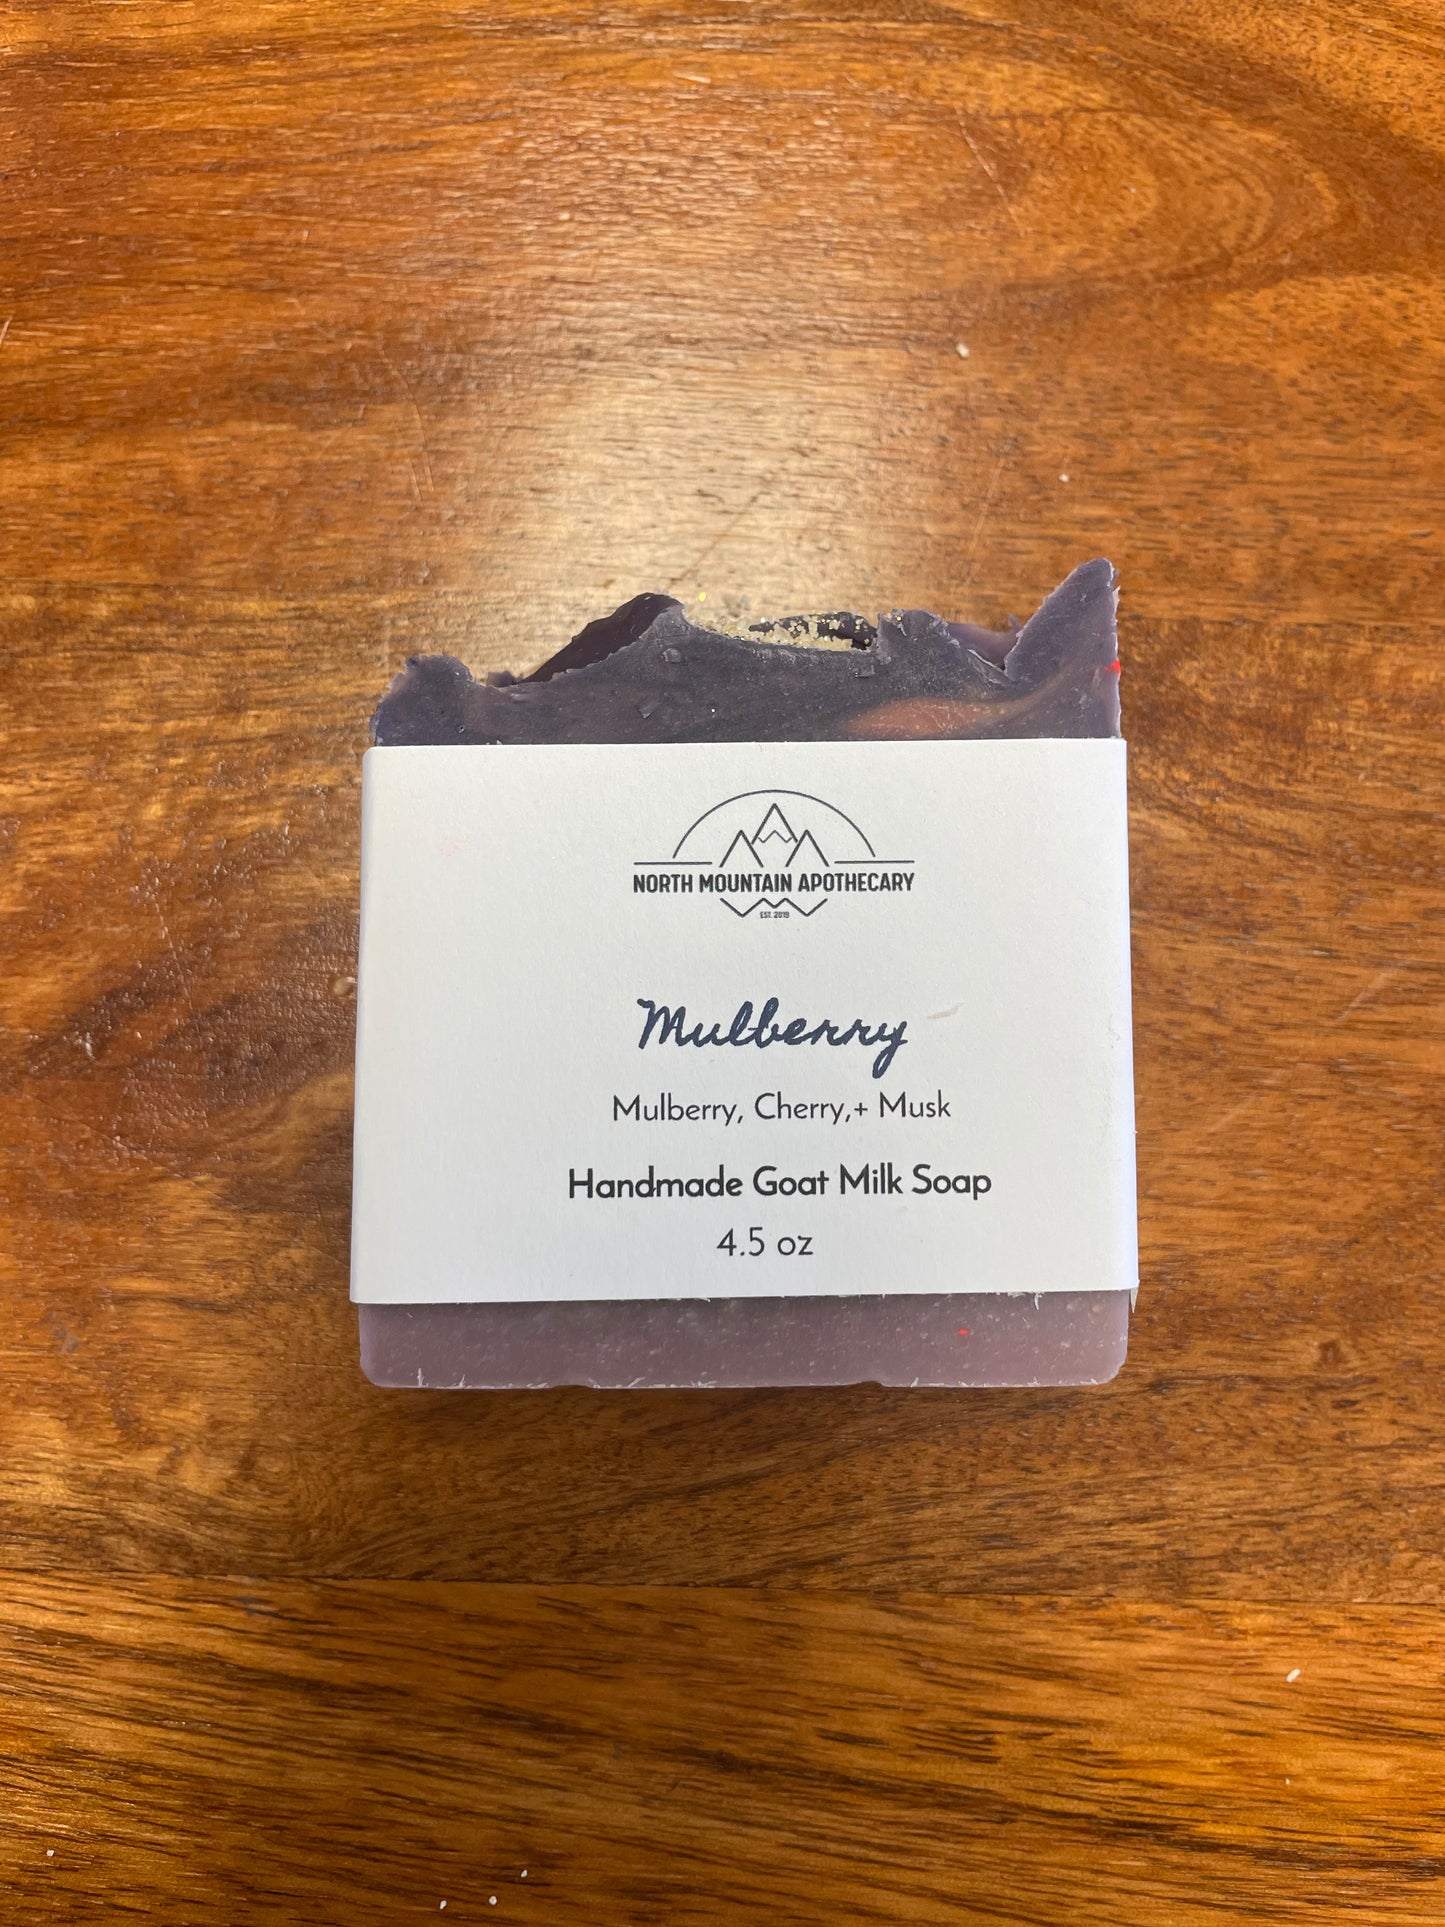 NORTH MOUNTAIN APOTHECARY
EST. 2019
Mulberry
Mulberry, Cherry,+ Musk
Handmade Goat Milk Soap
4.5 oz